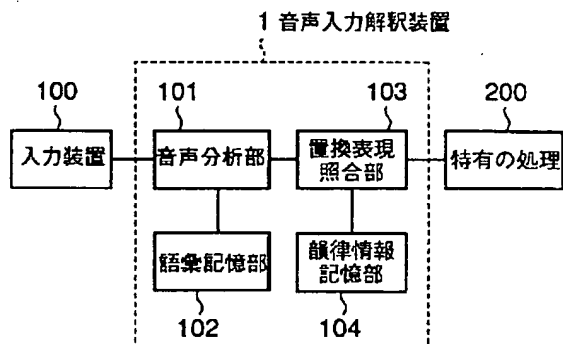 1 音声入力解釈装置
100
101
103
200
入力装置
音声分析部
置換表現
照合部
特有の処理
語彙記憶部
韻律情報
記憶部
102
104